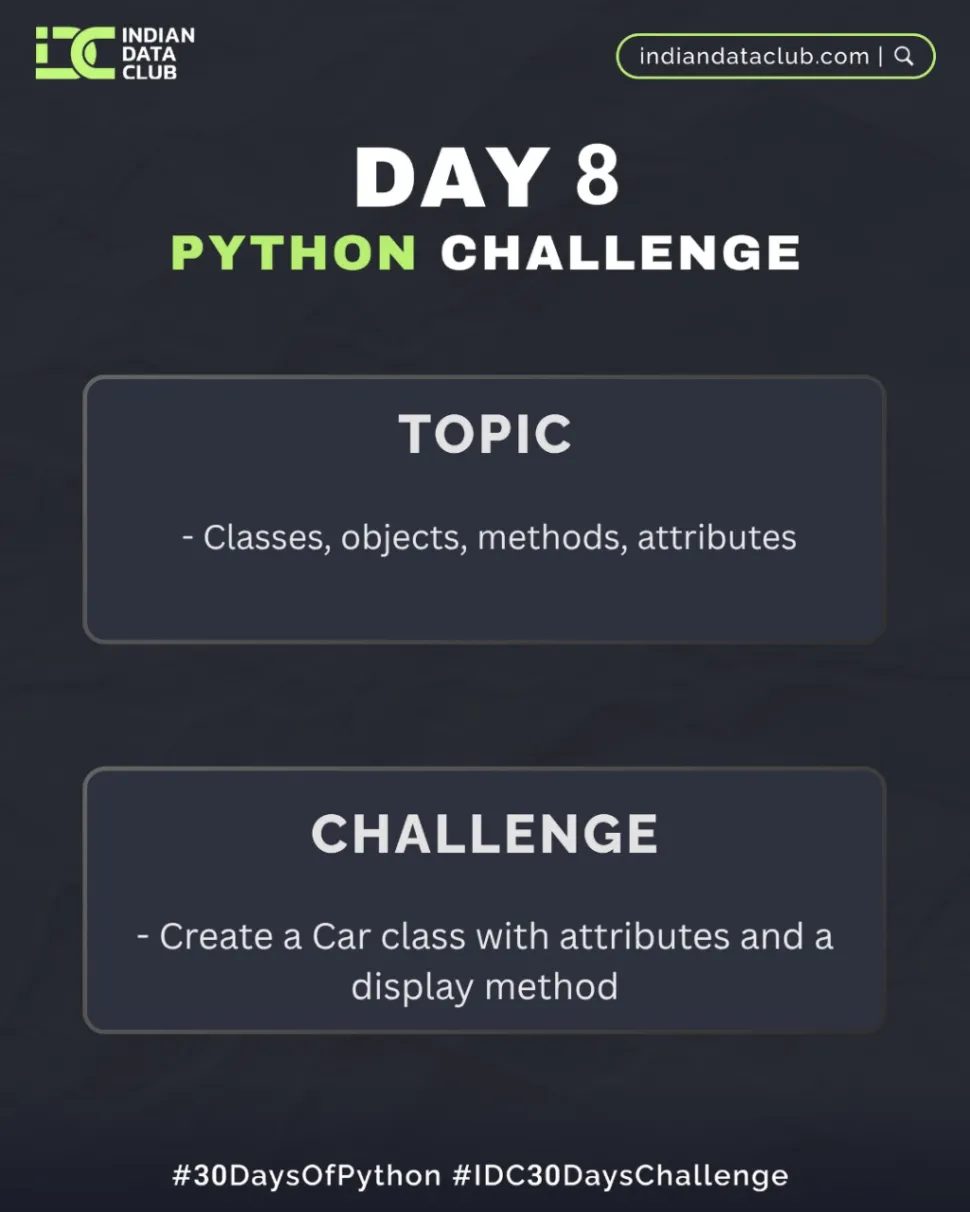 INDIAN
DATA
CLUB
indiandataclub.com |
DAY 8
PYTHON CHALLENGE
TOPIC
- Classes, objects, methods, attributes
CHALLENGE
- Create a Car class with attributes and a
display method
#30DaysOfPython #IDC30DaysChallenge